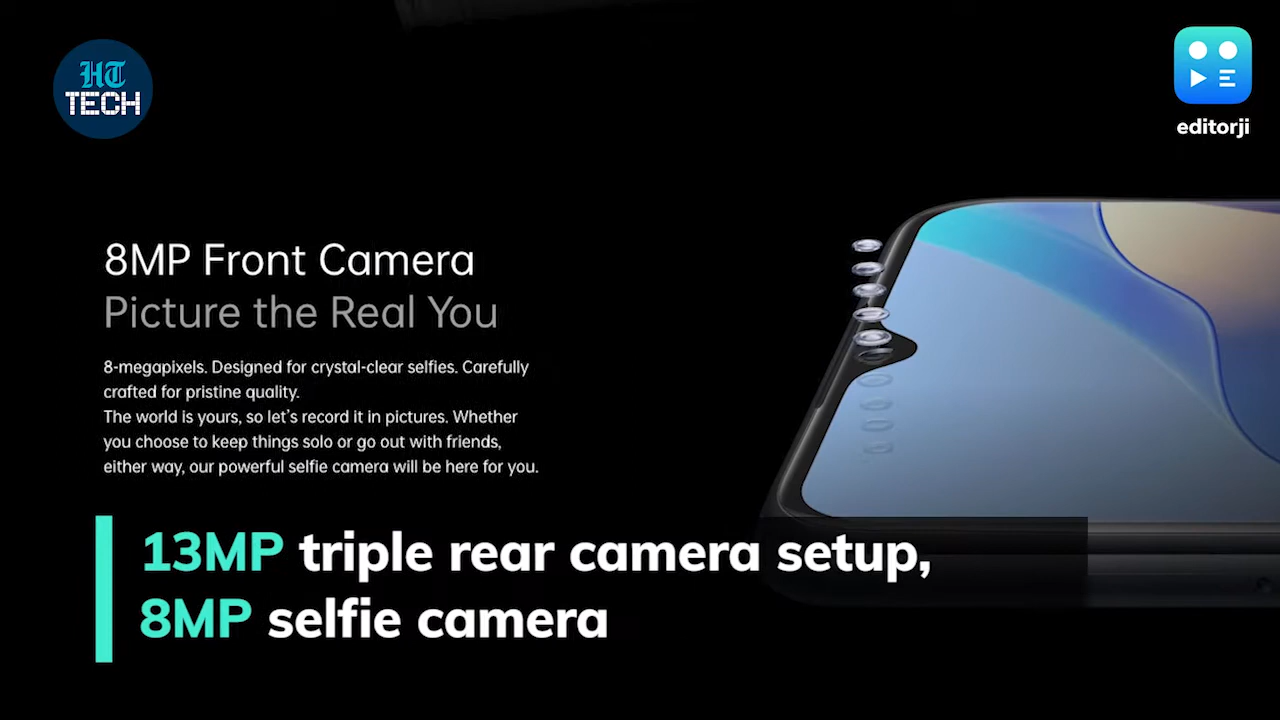 HT
TECH
editorji
8MP Front Camera
Picture the Real You
8-megapixels. Designed for crystal-clear selfies. Carefully
crafted for pristine quality.
The world is yours, so let's record it in pictures. Whether
you choose to keep things solo or go out with friends,
either way, our powerful selfie camera will be here for you.
13MP triple rear camera setup,
8MP selfie camera